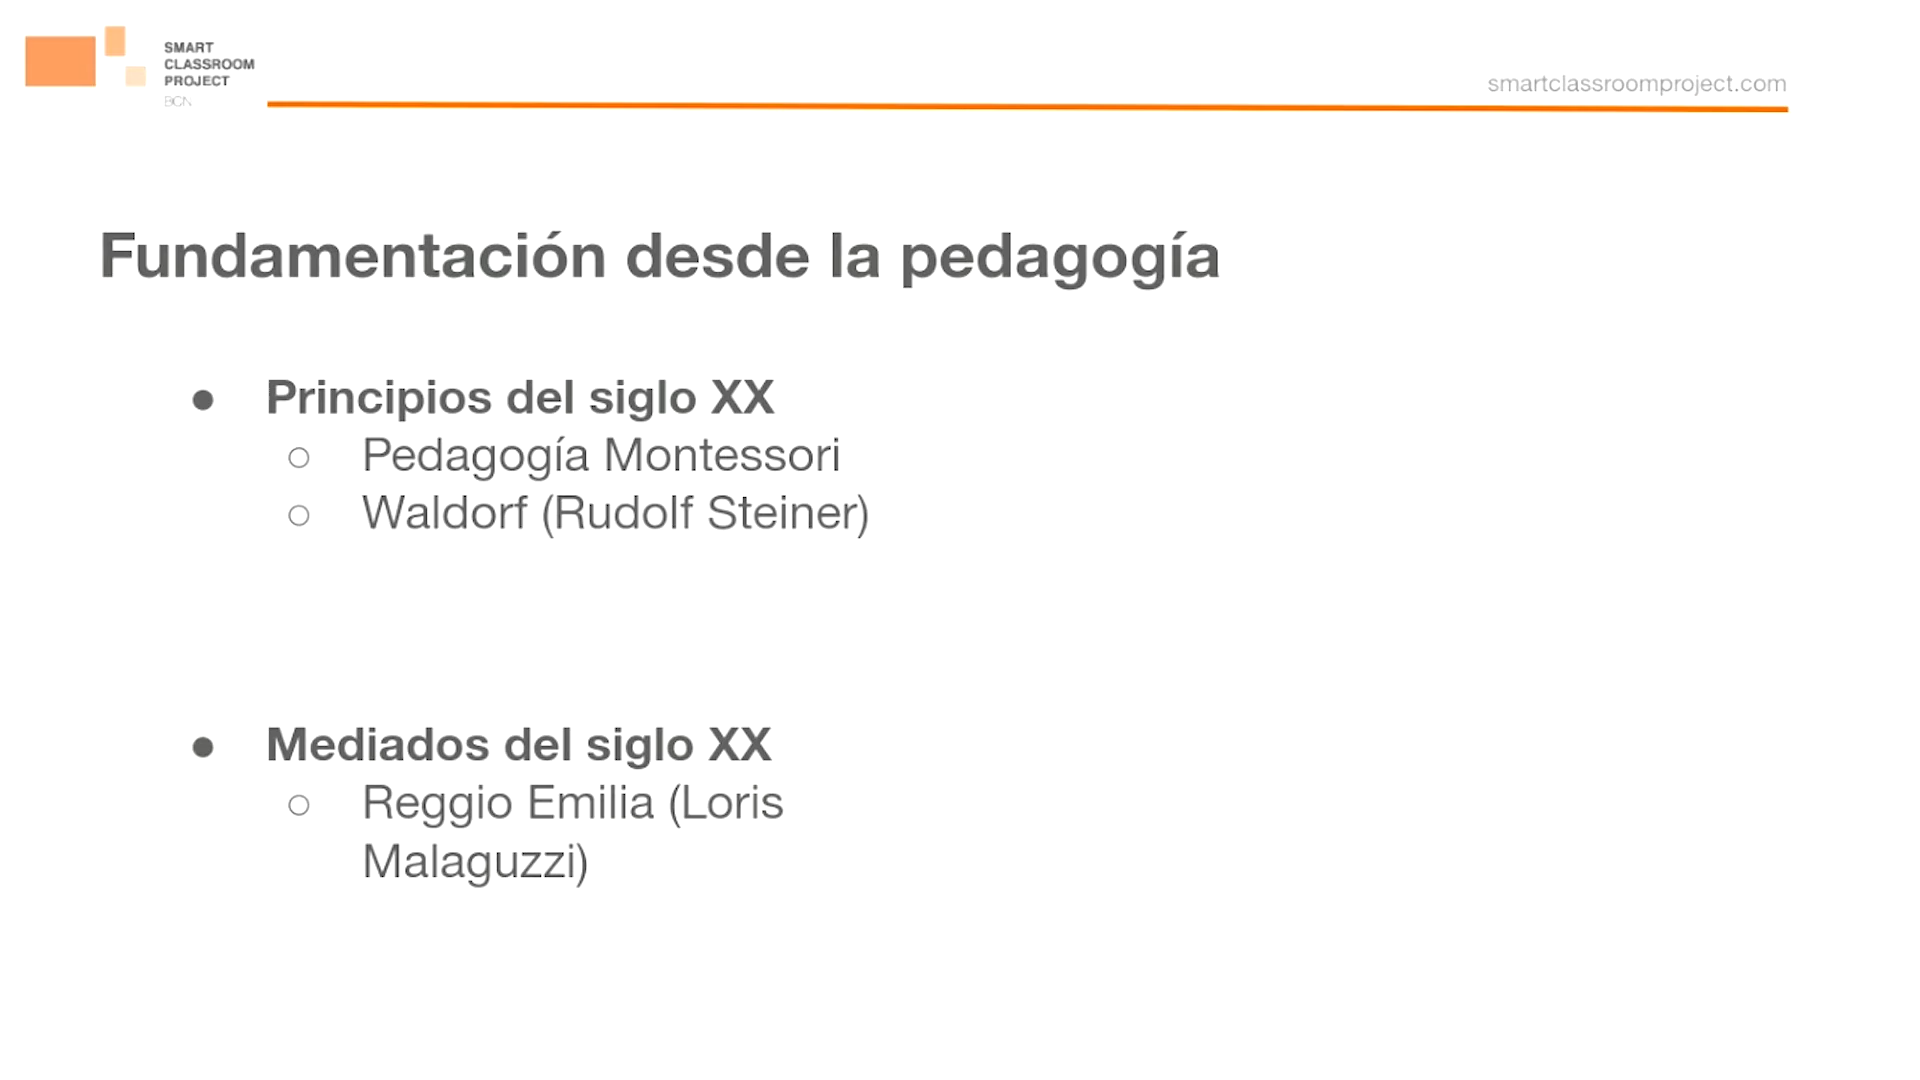 SMART
CLASSROOM
PROJECT
BCN
smartclassroomproject.com
Fundamentación desde la pedagogía
● Principios del siglo XX
○ Pedagogía Montessori
○ Waldorf (Rudolf Steiner)
● Mediados del siglo XX
○ Reggio Emilia (Loris
Malaguzzi)